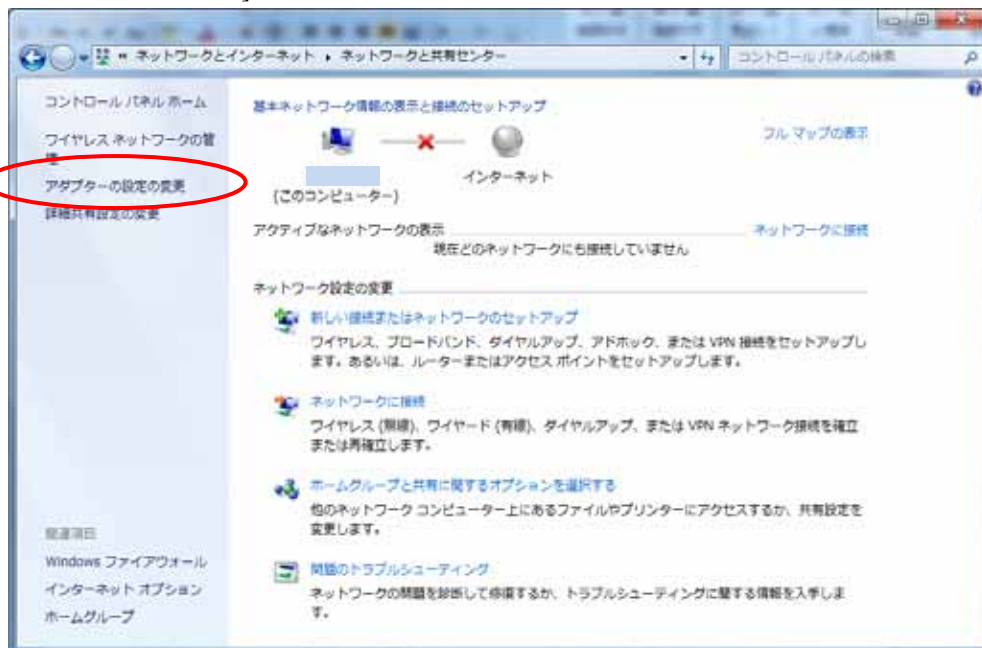 ネットワークとインターネット ▸ ネットワークと共有センター
コントロール パネルの検索
コントロール パネル ホーム
ワイヤレス ネットワークの管
理
アダプターの設定の変更
詳細共有設定の変更
関連項目
Windows ファイアウォール
インターネット オプション
ホームグループ
基本ネットワーク情報の表示と接続のセットアップ
フル マップの表示
インターネット
(このコンピューター)
アクティブなネットワークの表示
ネットワークに接続
現在どのネットワークにも接続していません
ネットワーク設定の変更
新しい接続またはネットワークのセットアップ
ワイヤレス、ブロードバンド、ダイヤルアップ、アドホック、または VPN 接続をセットアップし
ます。あるいは、ルーターまたはアクセス ポイントをセットアップします。
ネットワークに接続
ワイヤレス (無線)、ワイヤード (有線)、ダイヤルアップ、または VPN ネットワーク接続を確立
または再確立します。
ホームグループと共有に関するオプションを選択する
他のネットワーク コンピューター上にあるファイルやプリンターにアクセスするか、共有設定を
変更します。
問題のトラブルシューティング
ネットワークの問題を診断して修復するか、トラブルシューティングに関する情報を入手しま
す。